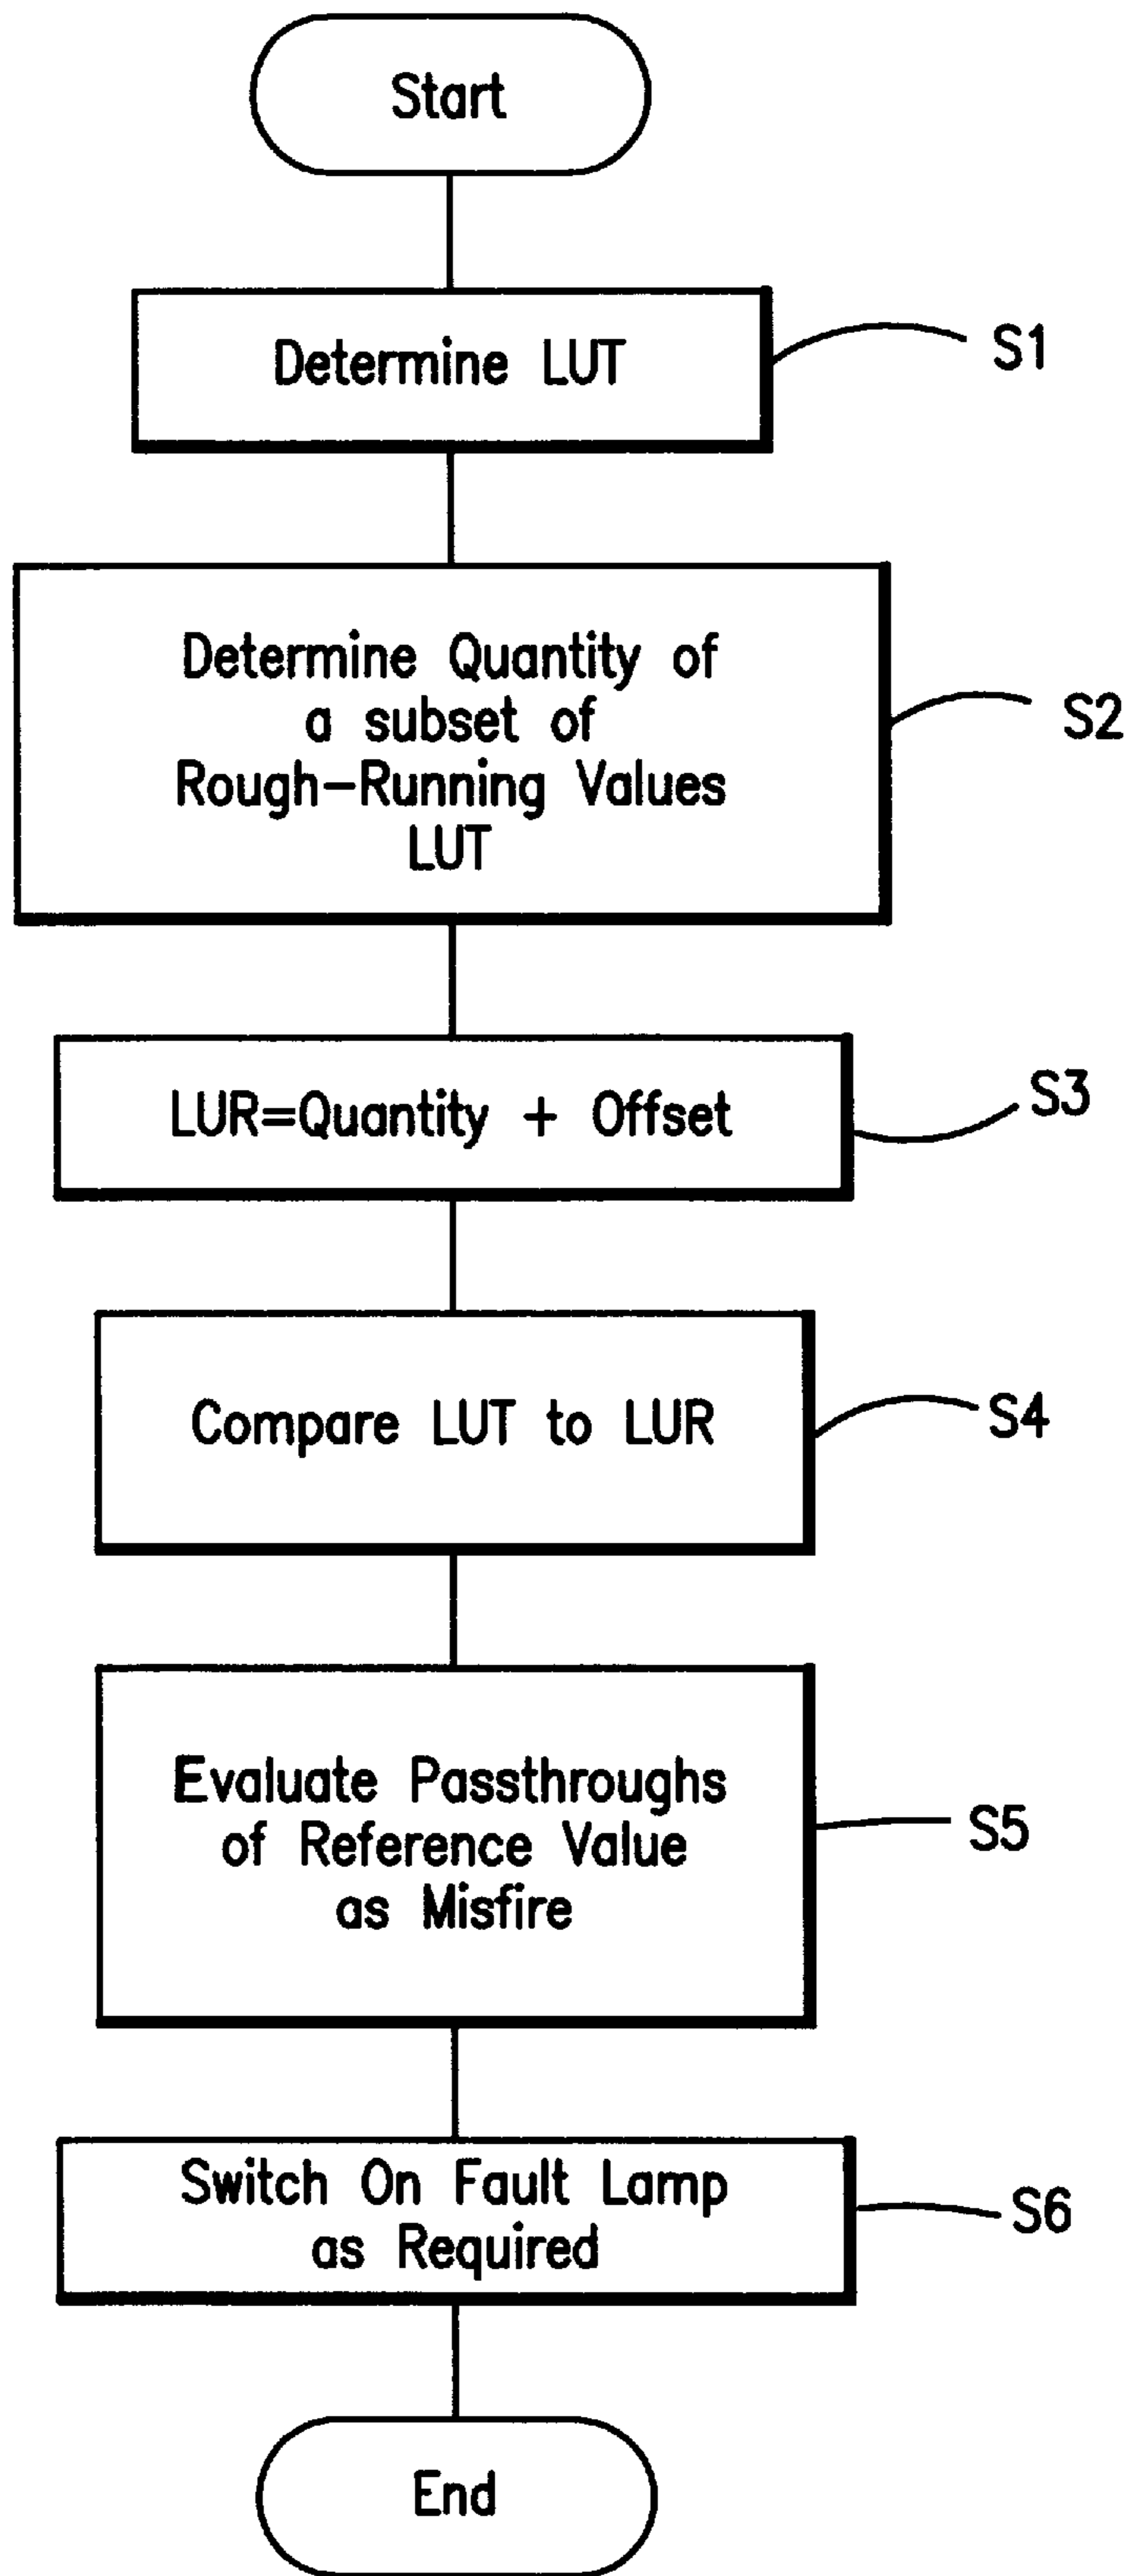 Start
Determine LUT
S1
Determine Quantity of
a subset of
Rough-Running Values
LUT
S2
LUR=Quantity + Offset
S3
Compare LUT to LUR
S4
Evaluate Passthroughs
of Reference Value
as Misfire
S5
Switch On Fault Lamp
as Required
S6
End